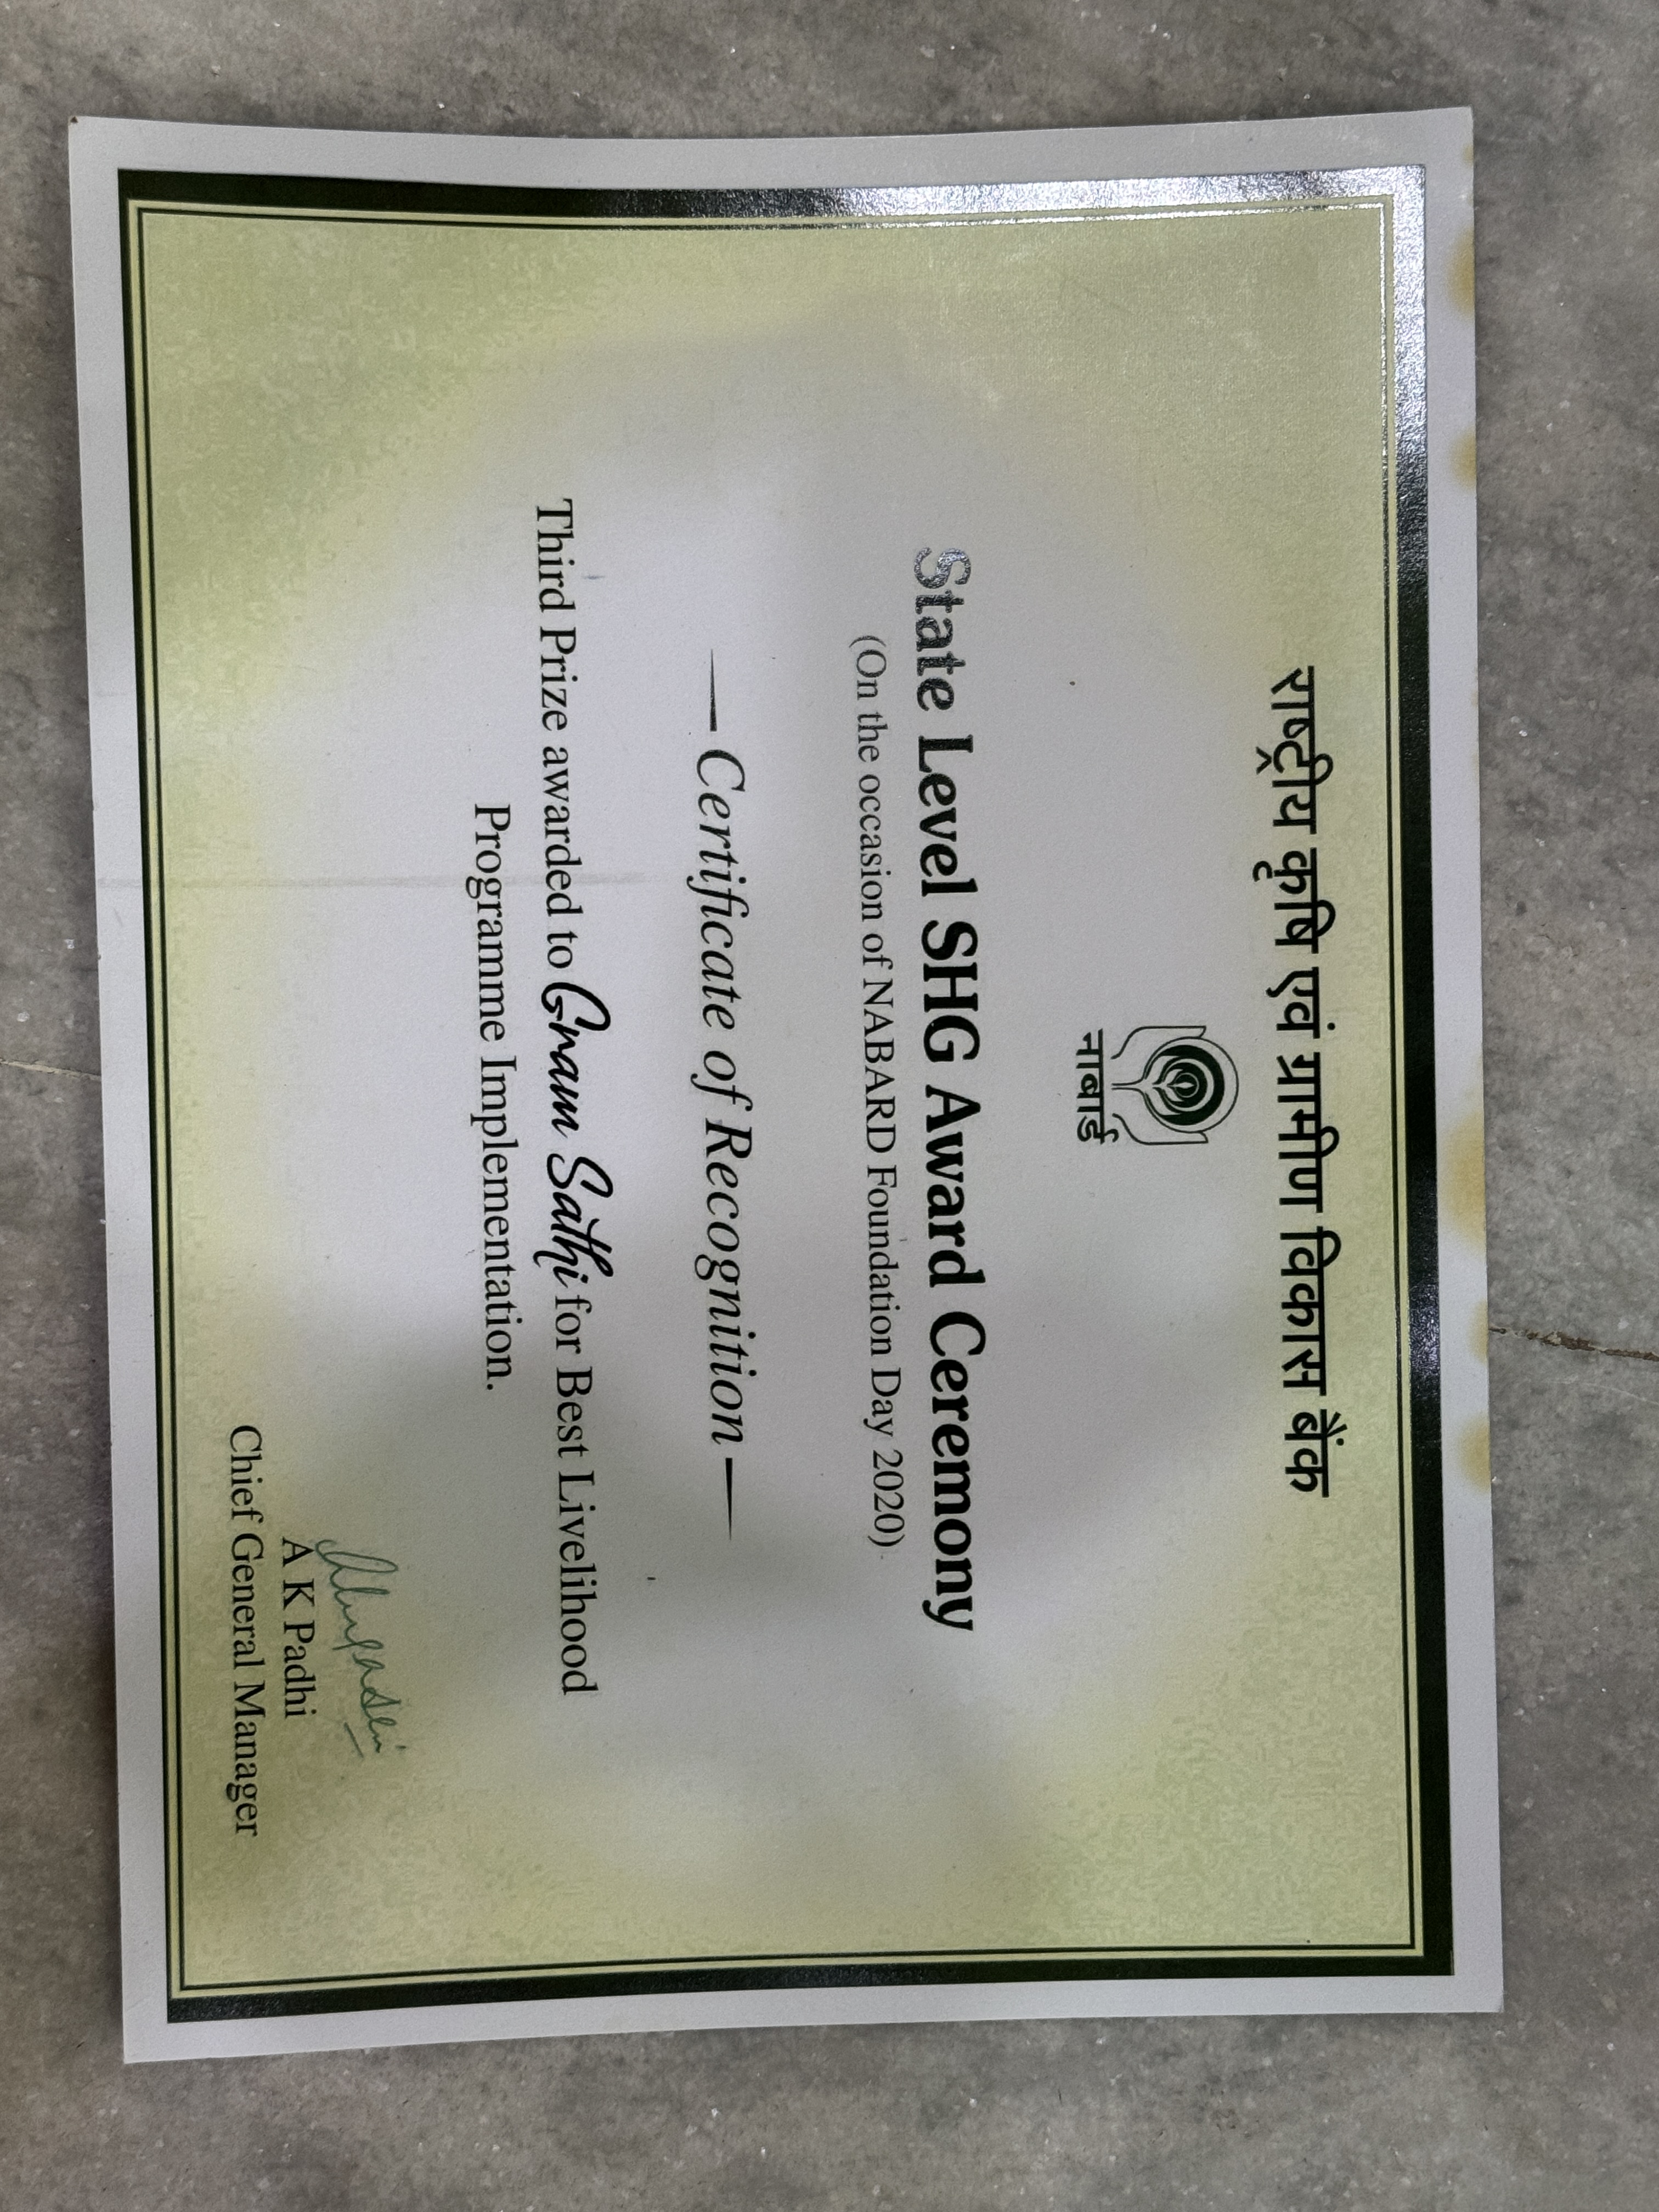 राष्ट्रीय कृषि एवं ग्रामीण विकास बैंक
नाबार्ड
State Level SHG Award Ceremony
(On the occasion of NABARD Foundation Day 2020)
Certificate of Recognition
Third Prize awarded to Gram Sathi for Best Livelihood
Programme Implementation.
A K Padhi
Chief General Manager